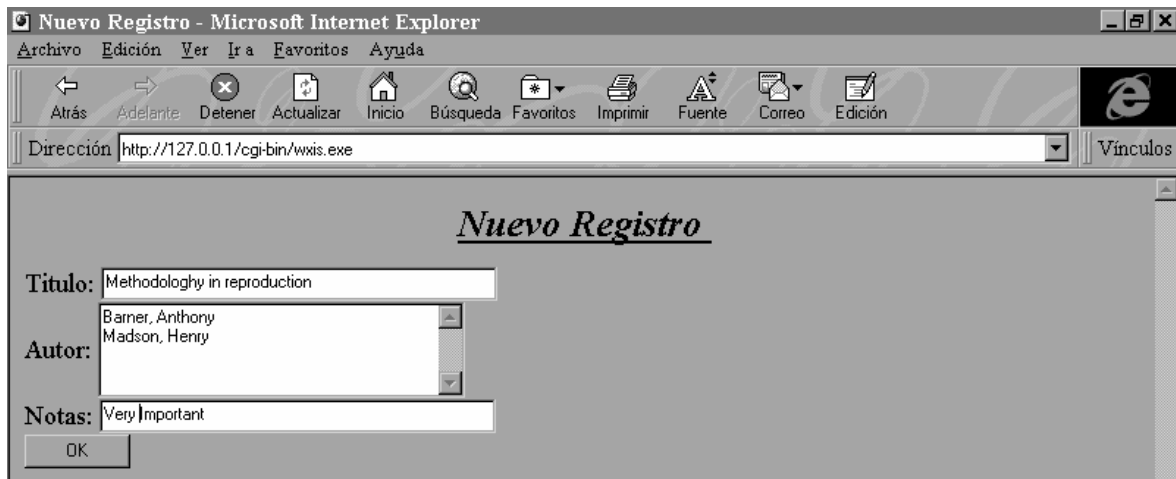 Nuevo Registro - Microsoft Internet Explorer
Archivo Edición Ver Ir a Favoritos Ayuda
Atrás Adelante Detener Actualizar Inicio Búsqueda Favoritos Imprimir Fuente Correo Edición
Dirección http://127.0.0.1/cgi-bin/wxis.exe Vínculos
Nuevo Registro
Titulo: Methodologhy in reproduction
Barner, Anthony
Madson, Henry
Autor:
Notas: Very Important
OK